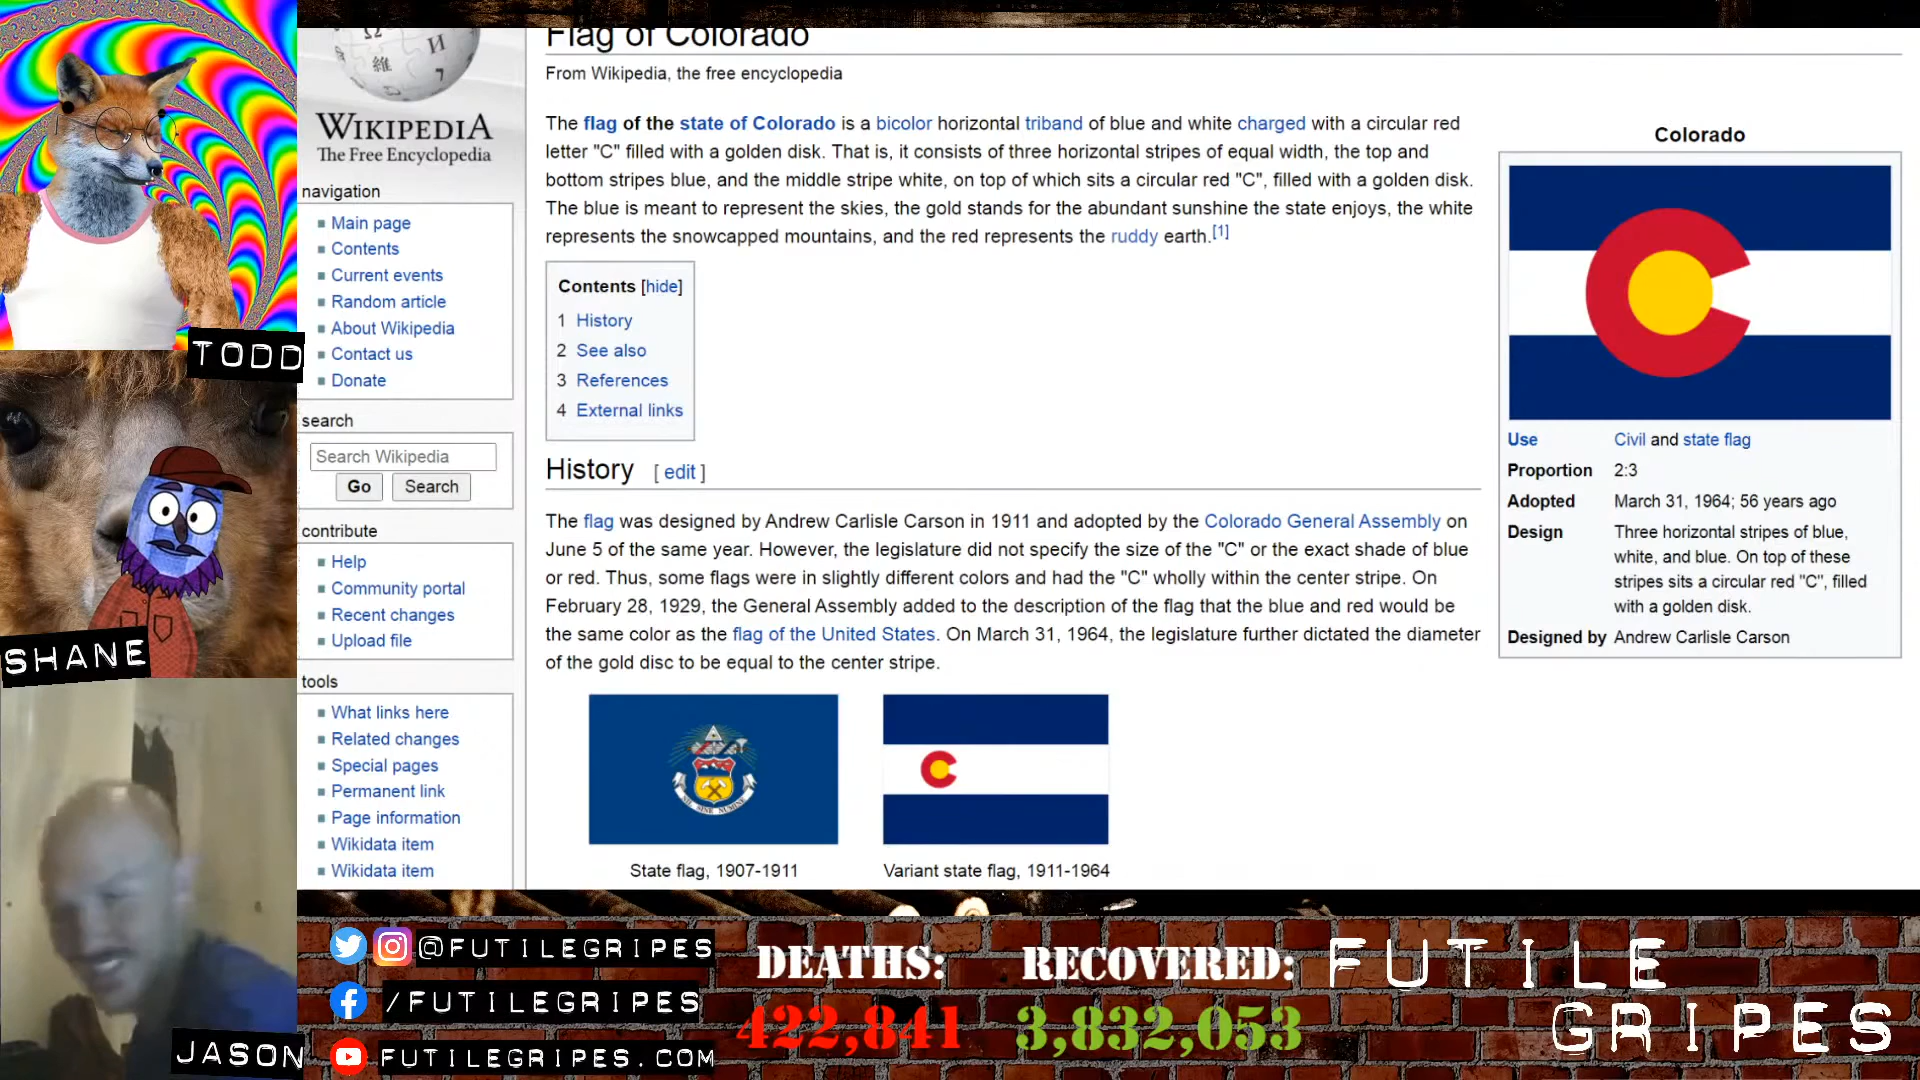 Flag of Colorado
From Wikipedia, the free encyclopedia
The flag of the state of Colorado is a bicolor horizontal triband of blue and white charged with a circular red
letter "C" filled with a golden disk. That is, it consists of three horizontal stripes of equal width, the top and
bottom stripes blue, and the middle stripe white, on top of which sits a circular red "C", filled with a golden disk.
The blue is meant to represent the skies, the gold stands for the abundant sunshine the state enjoys, the white
represents the snowcapped mountains, and the red represents the ruddy earth.[1]
Contents [hide]
1 History
2 See also
3 References
4 External links
History [ edit ]
The flag was designed by Andrew Carlisle Carson in 1911 and adopted by the Colorado General Assembly on
June 5 of the same year. However, the legislature did not specify the size of the "C" or the exact shade of blue
or red. Thus, some flags were in slightly different colors and had the "C" wholly within the center stripe. On
February 28, 1929, the General Assembly added to the description of the flag that the blue and red would be
the same color as the flag of the United States. On March 31, 1964, the legislature further dictated the diameter
of the gold disc to be equal to the center stripe.
State flag, 1907-1911
Variant state flag, 1911-1964
Colorado
Use Civil and state flag
Proportion 2:3
Adopted March 31, 1964; 56 years ago
Design Three horizontal stripes of blue,
white, and blue. On top of these
stripes sits a circular red "C", filled
with a golden disk.
Designed by Andrew Carlisle Carson
Ω
И
維
7
WIKIPEDIA
The Free Encyclopedia
navigation
Main page
Contents
Current events
Random article
About Wikipedia
Contact us
Donate
search
Search Wikipedia
Go Search
contribute
Help
Community portal
Recent changes
Upload file
tools
What links here
Related changes
Special pages
Permanent link
Page information
Wikidata item
Wikidata item
TODD
SHANE
JASON
@FUTILEGRIPES
/FUTILEGRIPES
FUTILEGRIPES.COM
DEATHS:
422,841
RECOVERED:
3,832,053
FUTILE
GRIPES